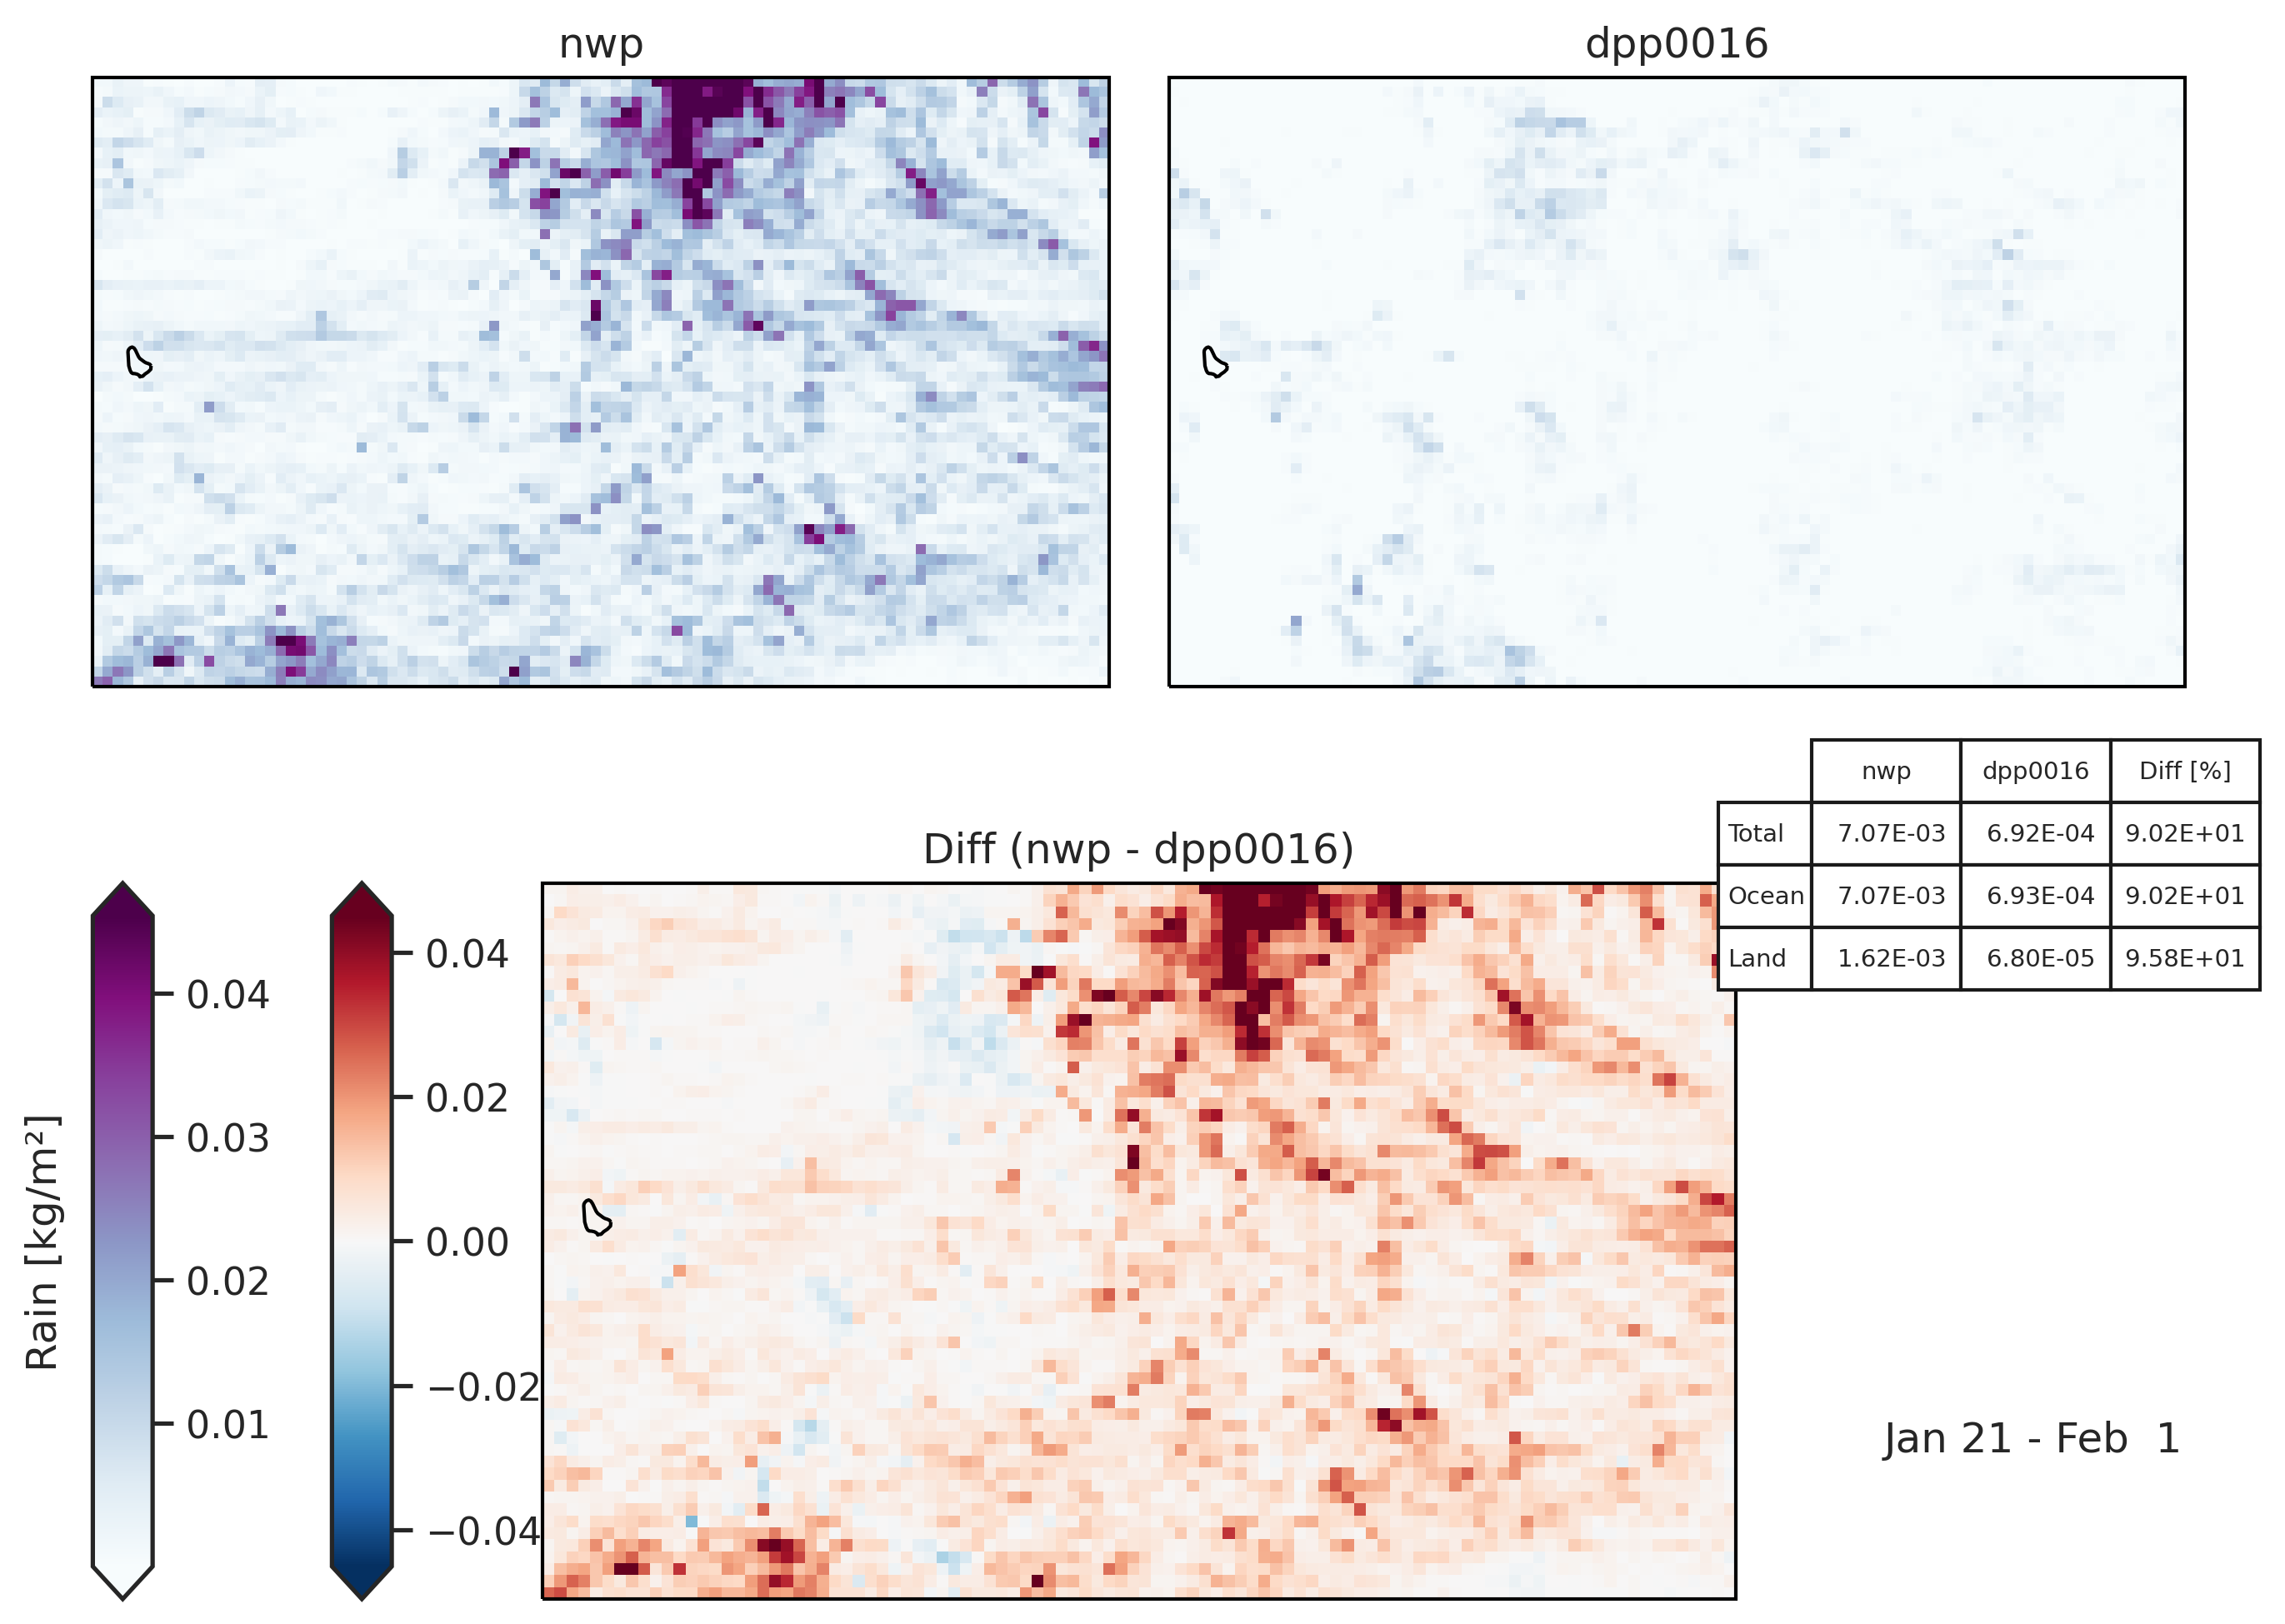 nwp
dpp0016
nwp dpp0016 Diff [%]
Total 7.07E-03 6.92E-04 9.02E+01
Ocean 7.07E-03 6.93E-04 9.02E+01
Land 1.62E-03 6.80E-05 9.58E+01
Diff (nwp - dpp0016)
Rain [kg/m²]
0.04
0.03
0.02
0.01
0.04
0.02
0.00
−0.02
−0.04
Jan 21 - Feb  1